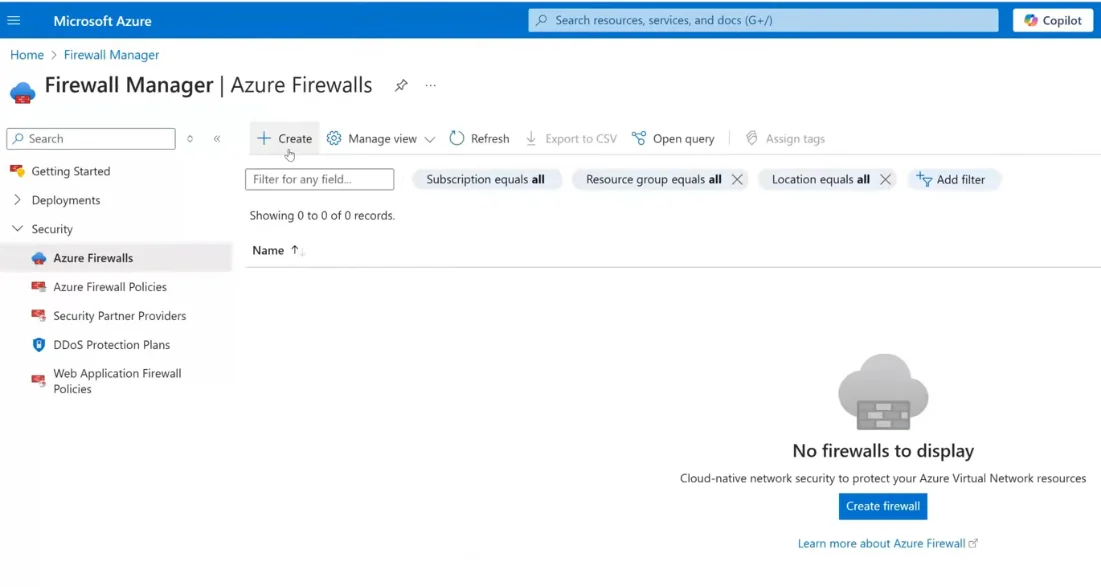 Microsoft Azure
Search resources, services, and docs (G+/)
Copilot
Home > Firewall Manager
Firewall Manager | Azure Firewalls
...
Search
«
Create
Manage view
Refresh
Export to CSV
Open query
Assign tags
Getting Started
Deployments
Security
Azure Firewalls
Azure Firewall Policies
Security Partner Providers
DDoS Protection Plans
Web Application Firewall
Policies
Filter for any field...
Subscription equals all
Resource group equals all
Location equals all
Add filter
Showing 0 to 0 of 0 records.
Name ↑↓
No firewalls to display
Cloud-native network security to protect your Azure Virtual Network resources
Create firewall
Learn more about Azure Firewall